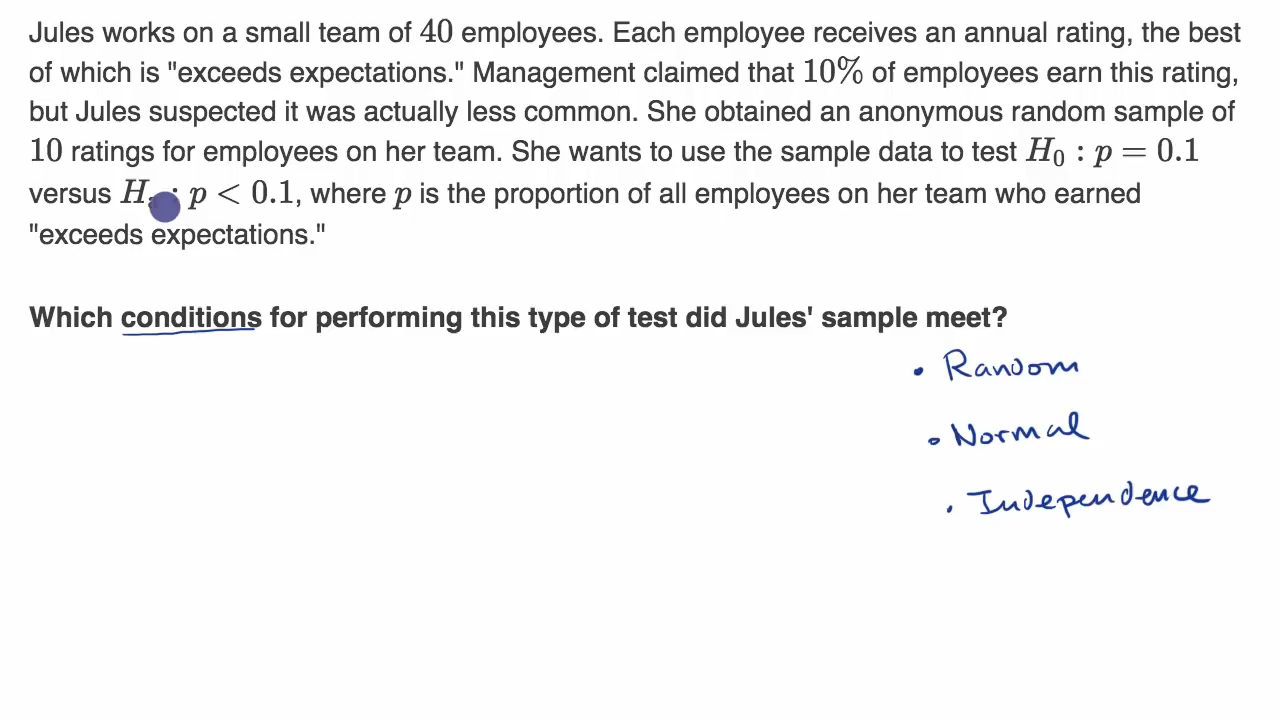 Jules works on a small team of 40 employees. Each employee receives an annual rating, the best
of which is "exceeds expectations." Management claimed that 10% of employees earn this rating,
but Jules suspected it was actually less common. She obtained an anonymous random sample of
10 ratings for employees on her team. She wants to use the sample data to test H₀ : p = 0.1
versus Hₐ : p < 0.1, where p is the proportion of all employees on her team who earned
"exceeds expectations."
Which conditions for performing this type of test did Jules' sample meet?
• Random
• Normal
• Independence